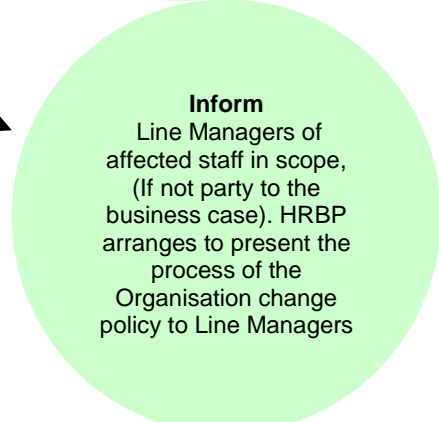 Inform
Line Managers of
affected staff in scope,
(If not party to the
business case). HRBP
arranges to present the
process of the
Organisation change
policy to Line Managers